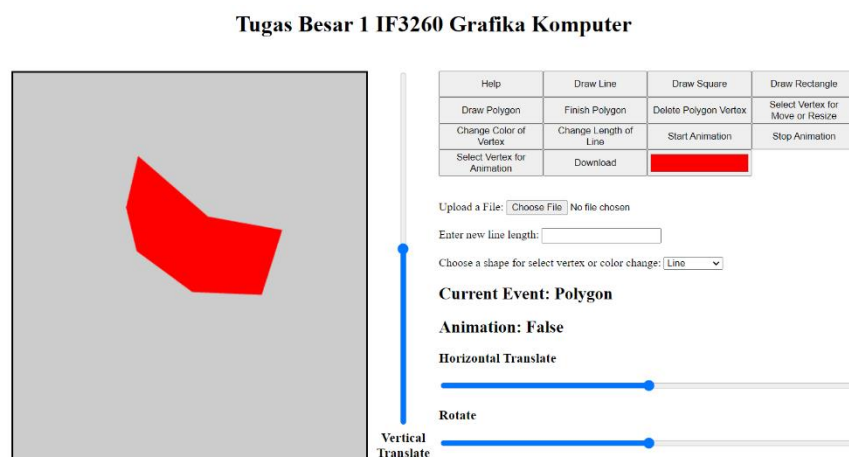 Tugas Besar 1 IF3260 Grafika Komputer
Help
Draw Line
Draw Square
Draw Rectangle
Draw Polygon
Finish Polygon
Delete Polygon Vertex
Select Vertex for
Move or Resize
Change Color of
Vertex
Change Length of
Line
Start Animation
Stop Animation
Select Vertex for
Animation
Download
Upload a File: Choose File No file chosen
Enter new line length:
Choose a shape for select vertex or color change: Line
Current Event: Polygon
Animation: False
Horizontal Translate
Rotate
Vertical
Translate